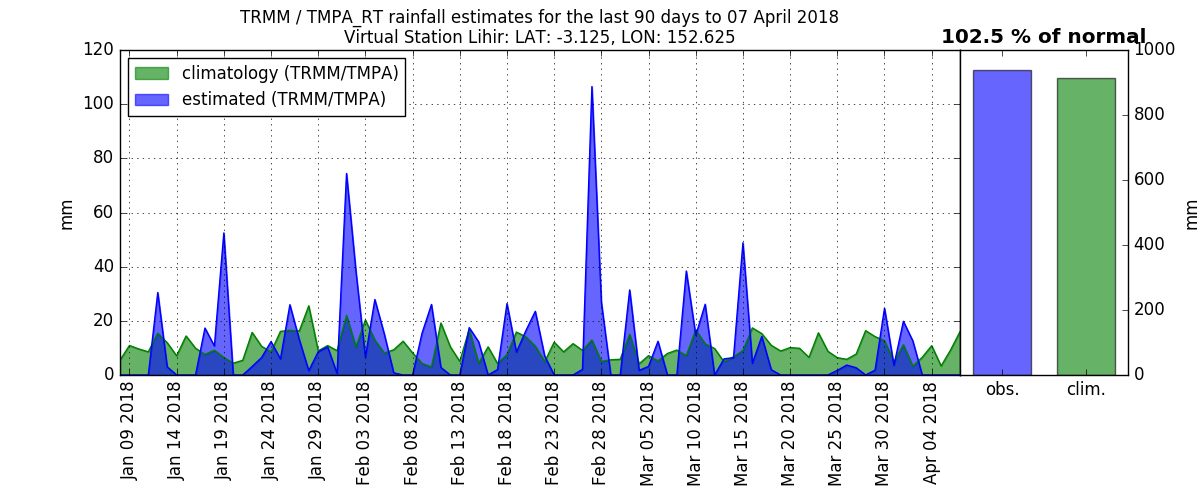 TRMM / TMPA_RT rainfall estimates for the last 90 days to 07 April 2018
Virtual Station Lihir: LAT: -3.125, LON: 152.625
102.5 % of normal
climatology (TRMM/TMPA)
estimated (TRMM/TMPA)
120
100
80
60
40
20
0
mm
Jan 09 2018
Jan 14 2018
Jan 19 2018
Jan 24 2018
Jan 29 2018
Feb 03 2018
Feb 08 2018
Feb 13 2018
Feb 18 2018
Feb 23 2018
Feb 28 2018
Mar 05 2018
Mar 10 2018
Mar 15 2018
Mar 20 2018
Mar 25 2018
Mar 30 2018
Apr 04 2018
obs.
clim.
1000
800
600
400
200
0
mm